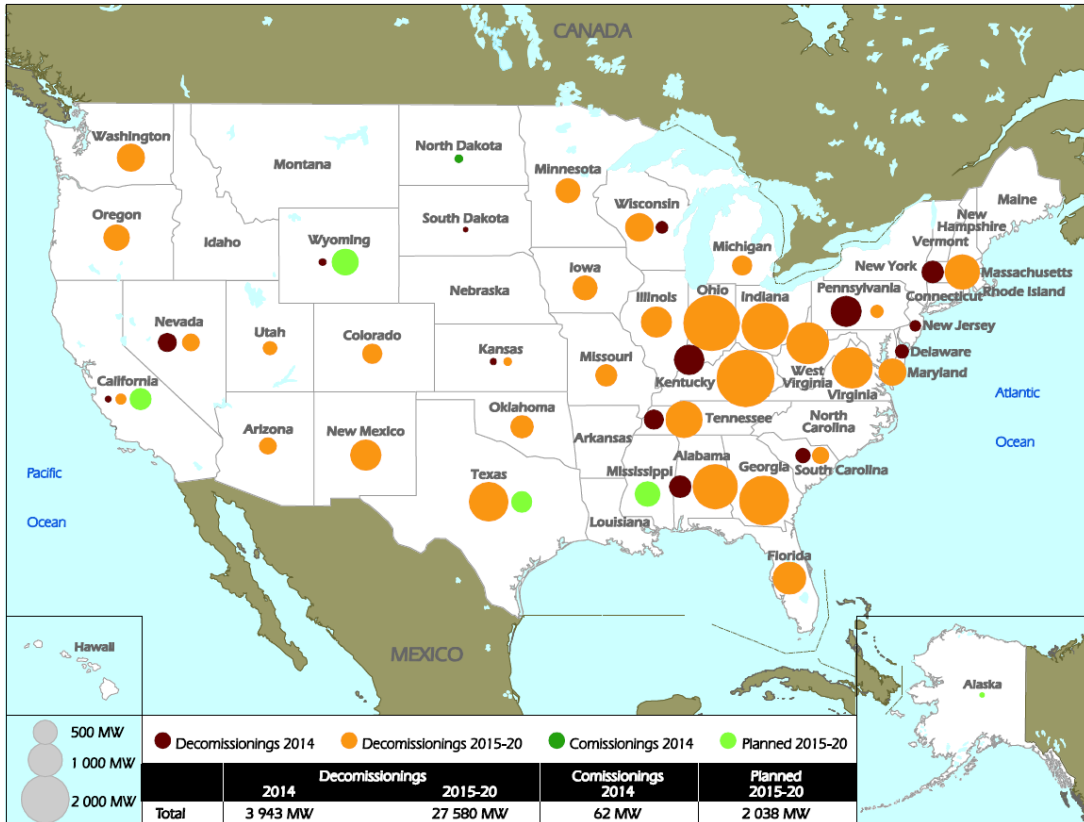 CANADA
Washington
Montana
North Dakota
Minnesota
Oregon
Idaho
Wyoming
South Dakota
Wisconsin
Michigan
Maine
New
Hampshire
Vermont
New York
Massachusetts
Rhode Island
Connecticut
Nebraska
Iowa
Illinois
Ohio
Indiana
Pennsylvania
New Jersey
Delaware
Maryland
Nevada
Utah
Colorado
Kansas
Missouri
Kentucky
West
Virginia
Virginia
California
Arizona
New Mexico
Oklahoma
Arkansas
Tennessee
North
Carolina
South Carolina
Texas
Mississippi
Alabama
Georgia
Louisiana
Florida
Pacific
Ocean
Atlantic
Ocean
MEXICO
Hawaii
Alaska
500 MW
1 000 MW
2 000 MW
Decomissionings 2014
Decomissionings 2015-20
Comissionings 2014
Planned 2015-20
Decomissionings Comissionings Planned
2014 2015-20 2014 2015-20
Total 3 943 MW 27 580 MW 62 MW 2 038 MW